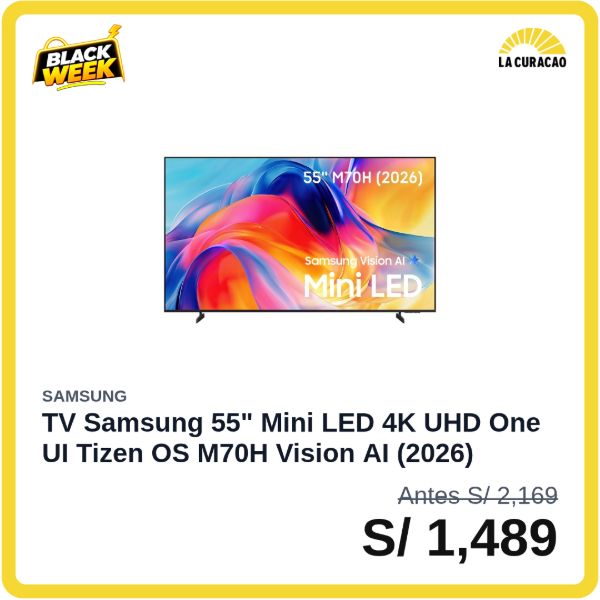 BLACK
WEEK
LA CURACAO
55" M70H (2026)
Samsung Vision AI
Mini LED
SAMSUNG
TV Samsung 55" Mini LED 4K UHD One
UI Tizen OS M70H Vision AI (2026)
Antes S/ 2,169
S/ 1,489